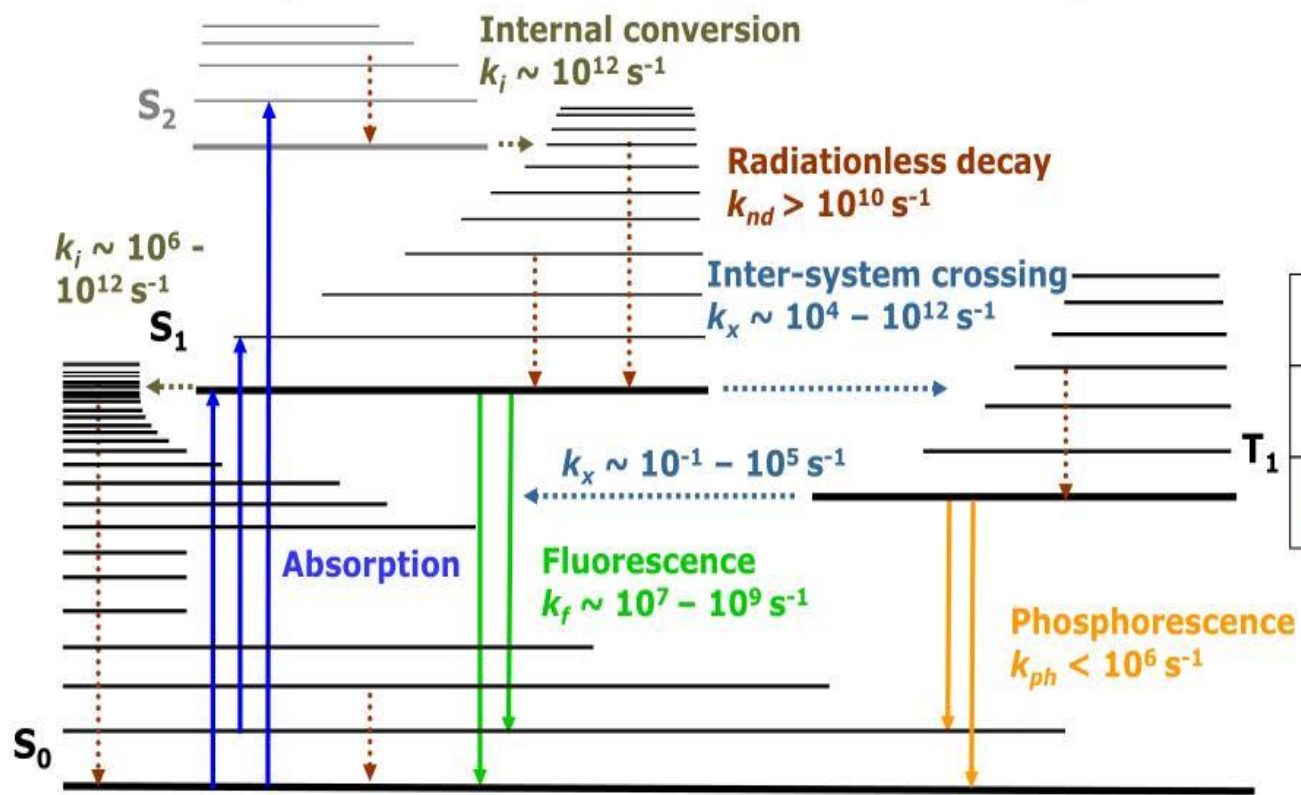 Internal conversion
kᵢ ~ 10¹² s⁻¹
S₂
Radiationless decay
k_nd > 10¹⁰ s⁻¹
kᵢ ~ 10⁶ -
10¹² s⁻¹
Inter-system crossing
kₓ ~ 10⁴ – 10¹² s⁻¹
S₁
kₓ ~ 10⁻¹ – 10⁵ s⁻¹
T₁
Absorption
Fluorescence
k_f ~ 10⁷ – 10⁹ s⁻¹
Phosphorescence
k_ph < 10⁶ s⁻¹
S₀